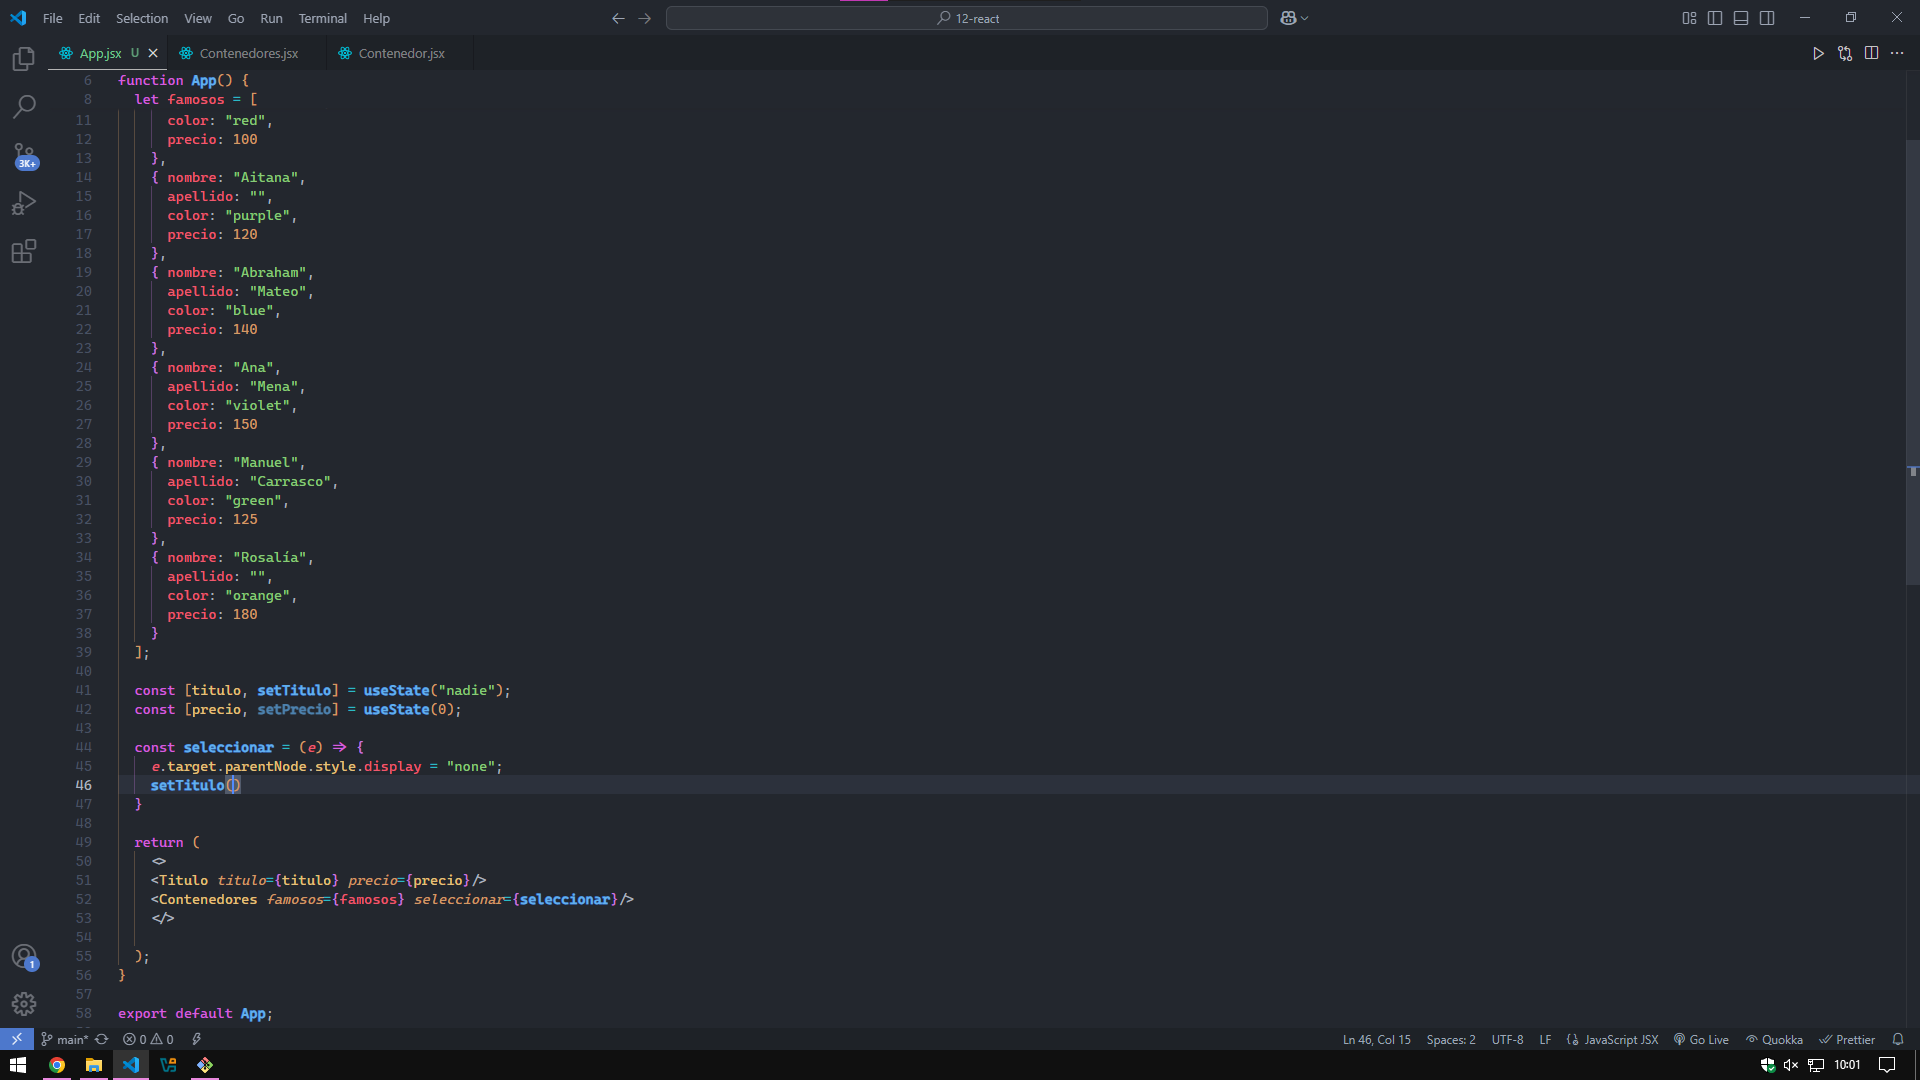 File Edit Selection View Go Run Terminal Help
12-react
App.jsx U
Contenedores.jsx
Contenedor.jsx
6 function App() {
8 let famosos = [
11 color: "red",
12 precio: 100
13 },
14 { nombre: "Aitana",
15 apellido: "",
16 color: "purple",
17 precio: 120
18 },
19 { nombre: "Abraham",
20 apellido: "Mateo",
21 color: "blue",
22 precio: 140
23 },
24 { nombre: "Ana",
25 apellido: "Mena",
26 color: "violet",
27 precio: 150
28 },
29 { nombre: "Manuel",
30 apellido: "Carrasco",
31 color: "green",
32 precio: 125
33 },
34 { nombre: "Rosalía",
35 apellido: "",
36 color: "orange",
37 precio: 180
38 }
39 ];
40
41 const [titulo, setTitulo] = useState("nadie");
42 const [precio, setPrecio] = useState(0);
43
44 const seleccionar = (e) => {
45 e.target.parentNode.style.display = "none";
46 setTitulo()
47 }
48
49 return (
50 <>
51 <Titulo titulo={titulo} precio={precio}/>
52 <Contenedores famosos={famosos} seleccionar={seleccionar}/>
53 </>
54
55 );
56 }
57
58 export default App;
3K+
1
main* 0 0
Ln 46, Col 15 Spaces: 2 UTF-8 LF JavaScript JSX Go Live Quokka Prettier
10:01